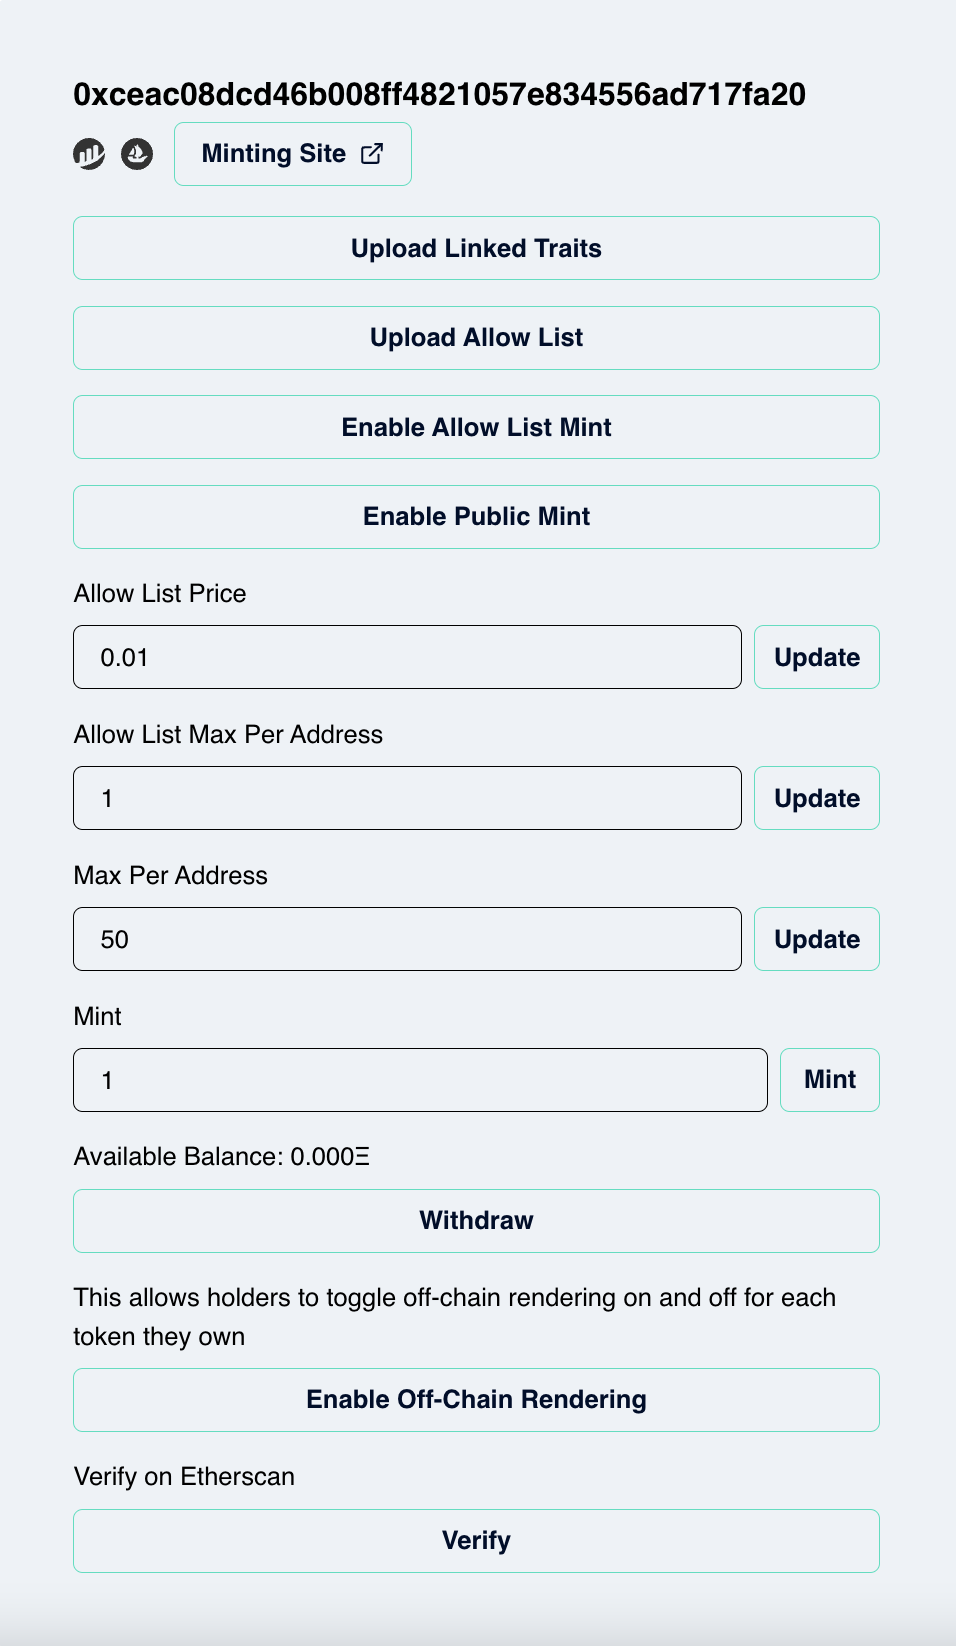 0xceac08dcd46b008ff4821057e834556ad717fa20
Minting Site
Upload Linked Traits
Upload Allow List
Enable Allow List Mint
Enable Public Mint
Allow List Price
0.01
Update
Allow List Max Per Address
1
Update
Max Per Address
50
Update
Mint
1
Mint
Available Balance: 0.000Ξ
Withdraw
This allows holders to toggle off-chain rendering on and off for each
token they own
Enable Off-Chain Rendering
Verify on Etherscan
Verify